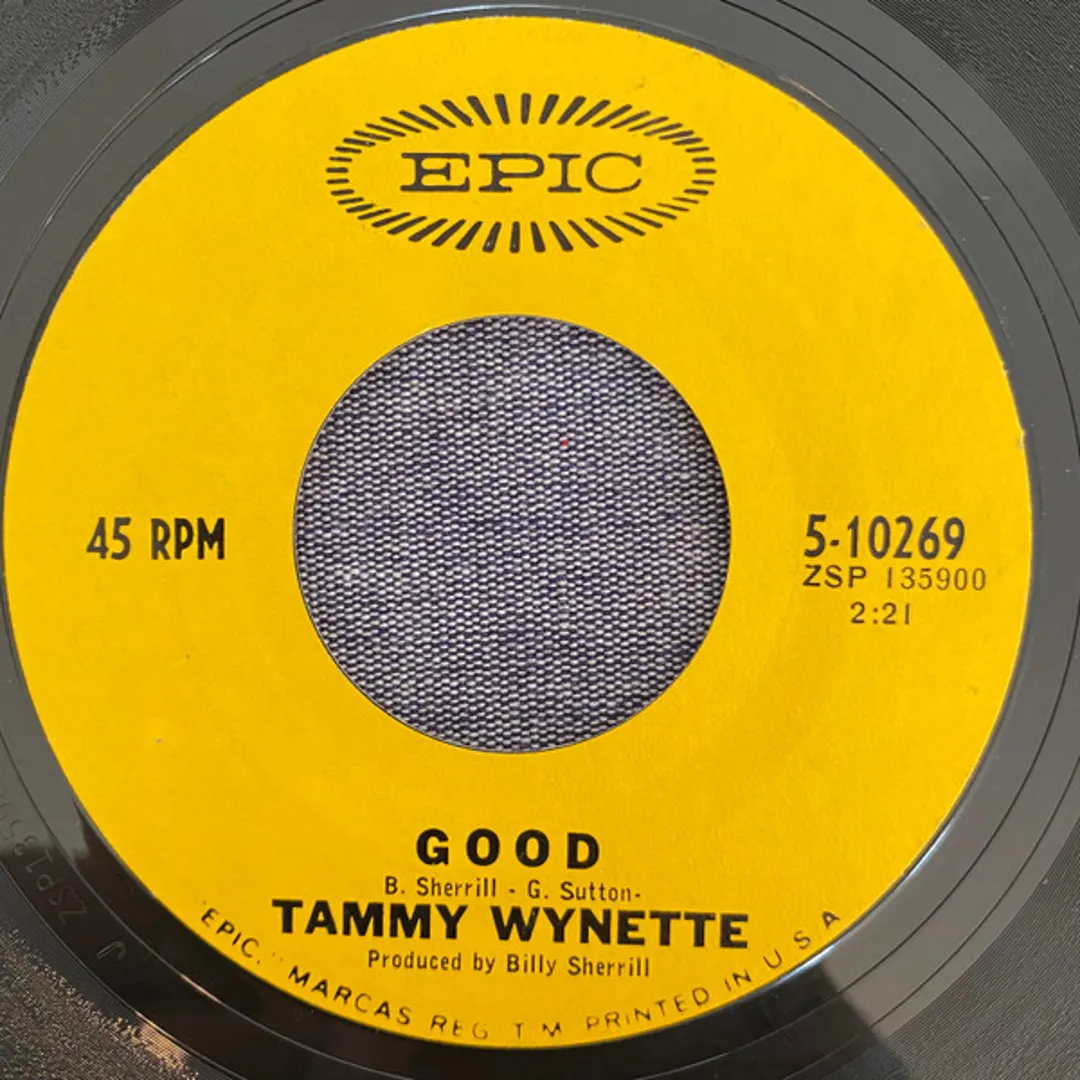 EPIC
45 RPM
5-10269
ZSP 135900
2:21
GOOD
B. Sherrill - G. Sutton-
TAMMY WYNETTE
Produced by Billy Sherrill
"EPIC," MARCAS REG T M PRINTED IN U S A